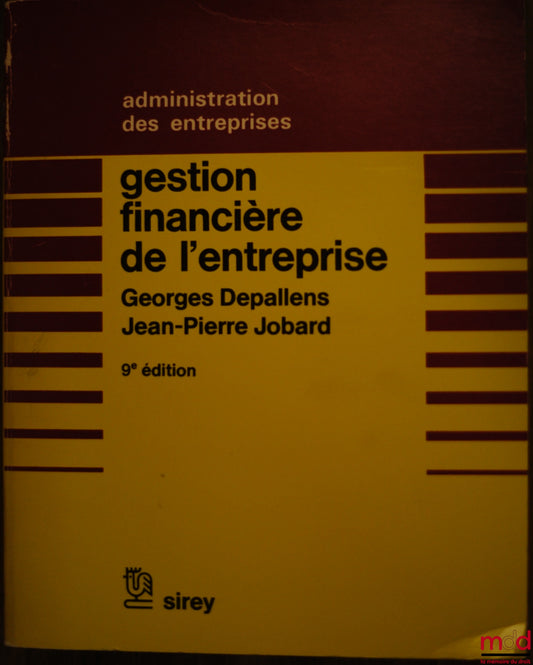 administration
des entreprises
gestion
financière
de l'entreprise
Georges Depallens
Jean-Pierre Jobard
9e édition
sirey
mdd
la mémoire du droit